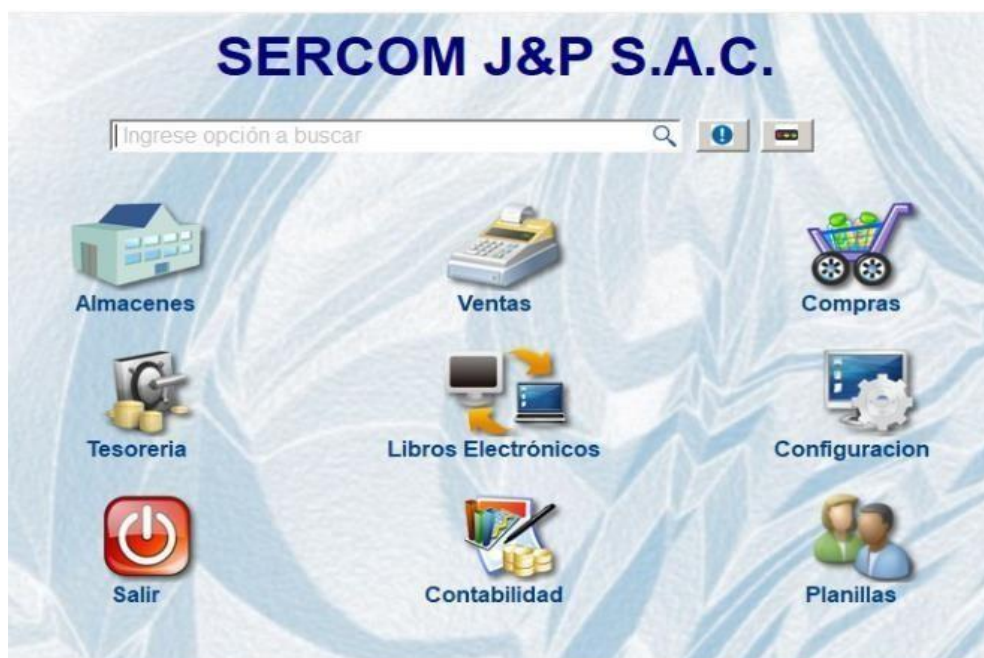 SERCOM J&P S.A.C.
Ingrese opción a buscar
Almacenes
Ventas
Compras
Tesoreria
Libros Electrónicos
Configuracion
Salir
Contabilidad
Planillas